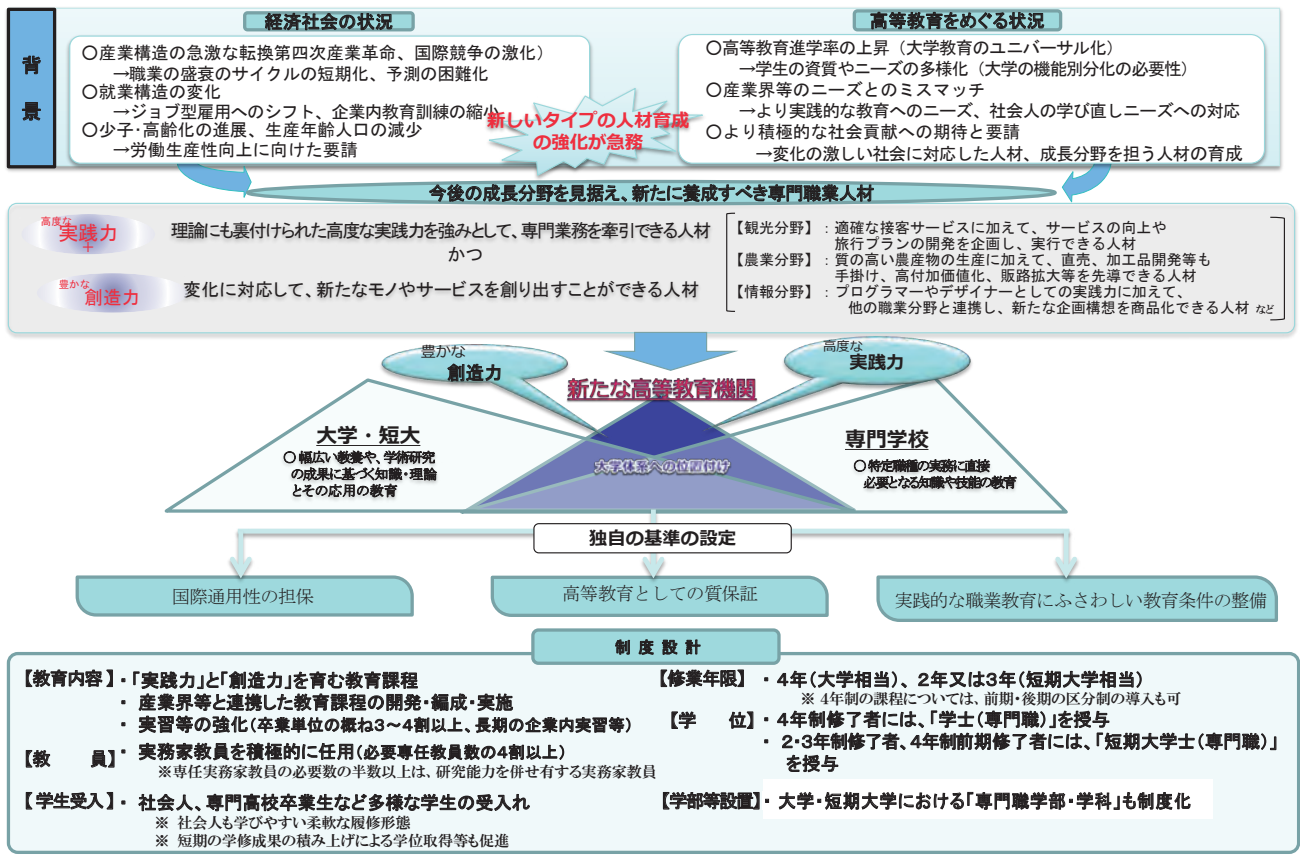 背景
経済社会の状況
〇産業構造の急激な転換第四次産業革命、国際競争の激化）
→職業の盛衰のサイクルの短期化、予測の困難化
〇就業構造の変化
→ジョブ型雇用へのシフト、企業内教育訓練の縮小
〇少子・高齢化の進展、生産年齢人口の減少
→労働生産性向上に向けた要請
新しいタイプの人材育成
の強化が急務
高等教育をめぐる状況
〇高等教育進学率の上昇（大学教育のユニバーサル化）
→学生の資質やニーズの多様化（大学の機能別分化の必要性）
〇産業界等のニーズとのミスマッチ
→より実践的な教育へのニーズ、社会人の学び直しニーズへの対応
〇より積極的な社会貢献への期待と要請
→変化の激しい社会に対応した人材、成長分野を担う人材の育成
今後の成長分野を見据え、新たに養成すべき専門職業人材
高度な
実践力
+
豊かな
創造力
理論にも裏付けられた高度な実践力を強みとして、専門業務を牽引できる人材
かつ
変化に対応して、新たなモノやサービスを創り出すことができる人材
【観光分野】：適確な接客サービスに加えて、サービスの向上や
旅行プランの開発を企画し、実行できる人材
【農業分野】：質の高い農産物の生産に加えて、直売、加工品開発等も
手掛け、高付加価値化、販路拡大等を先導できる人材
【情報分野】：プログラマーやデザイナーとしての実践力に加えて、
他の職業分野と連携し、新たな企画構想を商品化できる人材 など
豊かな
創造力
高度な
実践力
新たな高等教育機関
大学・短大
〇幅広い教養や、学術研究
の成果に基づく知識・理論
とその応用の教育
大学体系への位置付け
専門学校
〇特定職種の実務に直接
必要となる知識や技能の教育
独自の基準の設定
国際通用性の担保
高等教育としての質保証
実践的な職業教育にふさわしい教育条件の整備
制度設計
【教育内容】・「実践力」と「創造力」を育む教育課程
・産業界等と連携した教育課程の開発・編成・実施
・実習等の強化（卒業単位の概ね3～4割以上、長期の企業内実習等）
【教　員】・実務家教員を積極的に任用（必要専任教員数の4割以上）
※専任実務家教員の必要数の半数以上は、研究能力を併せ有する実務家教員
【学生受入】・社会人、専門高校卒業生など多様な学生の受入れ
※ 社会人も学びやすい柔軟な履修形態
※ 短期の学修成果の積み上げによる学位取得等も促進
【修業年限】・4年（大学相当）、2年又は3年（短期大学相当）
※ 4年制の課程については、前期・後期の区分制の導入も可
【学　位】・4年制修了者には、「学士（専門職）」を授与
・2・3年制修了者、4年制前期修了者には、「短期大学士（専門職）」
を授与
【学部等設置】・大学・短期大学における「専門職学部・学科」も制度化